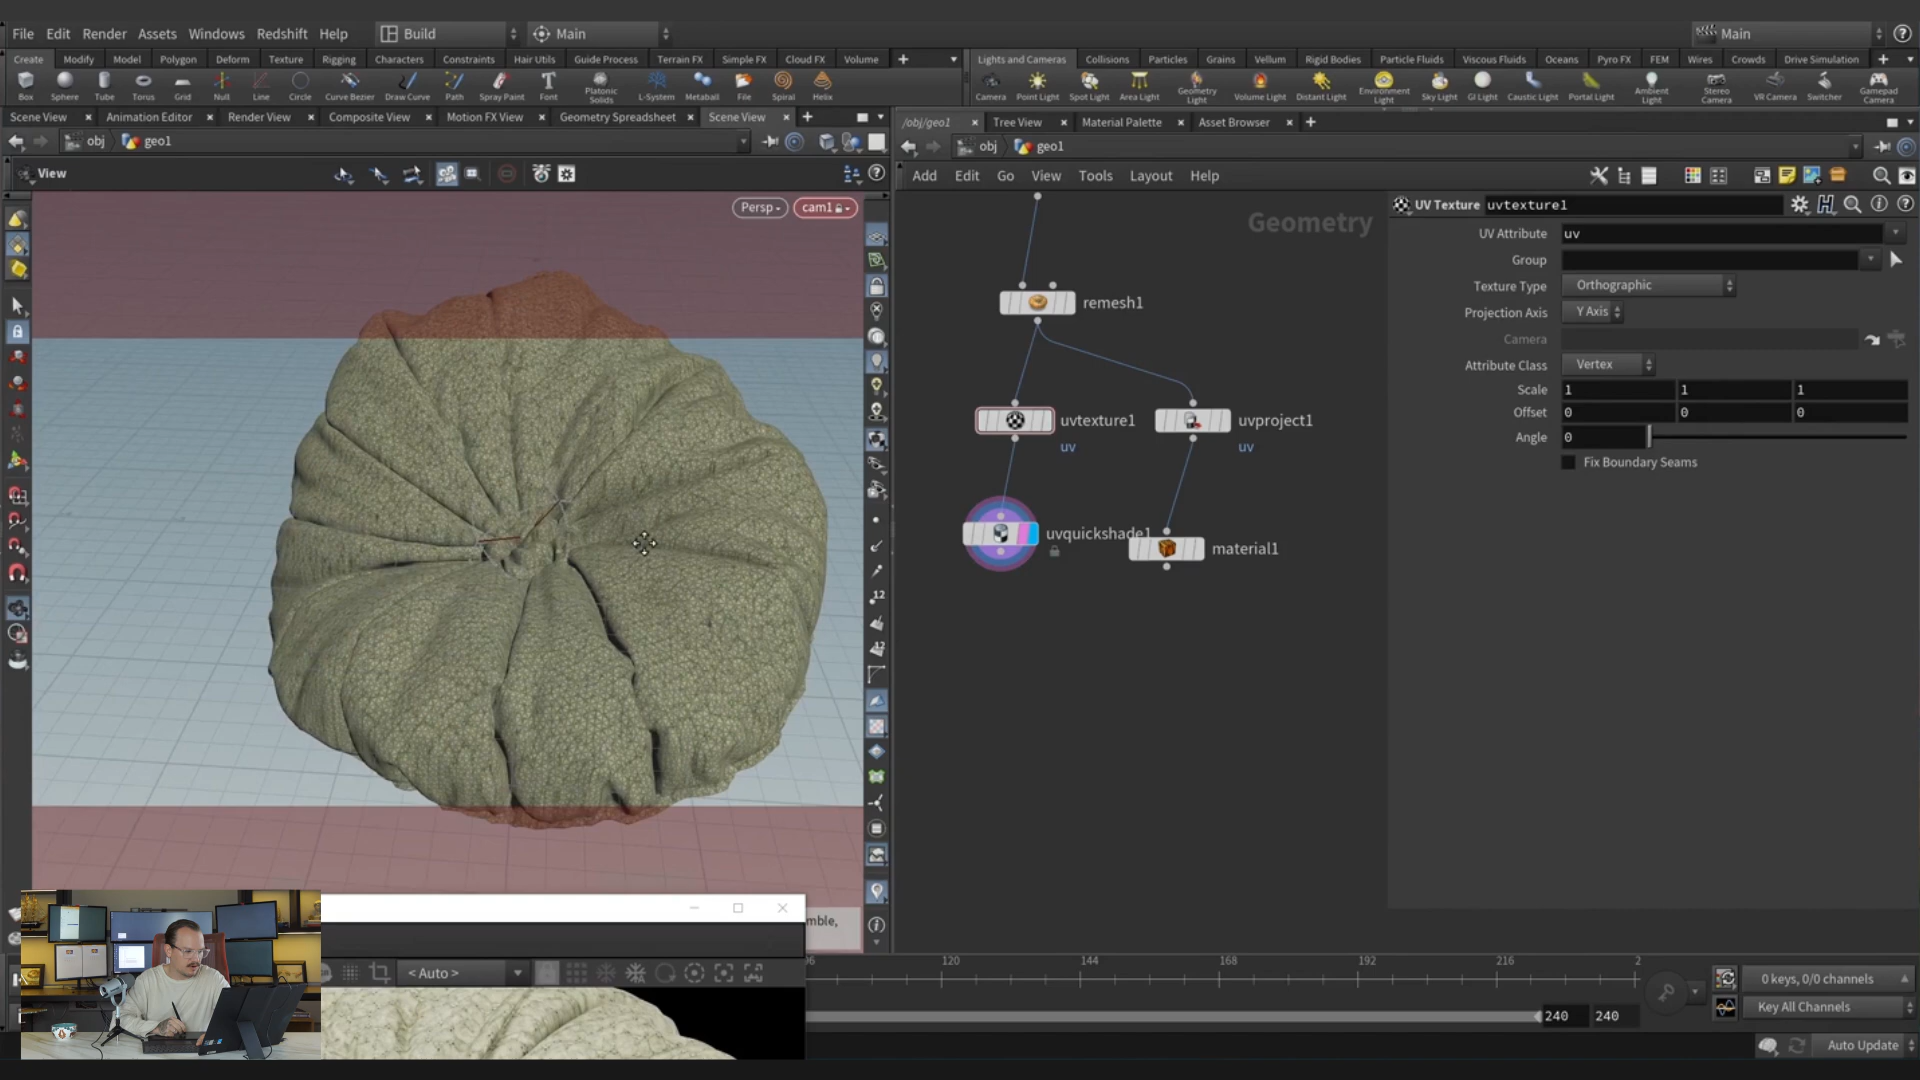 File Edit Render Assets Windows Redshift Help Build Main Main
Create Modify Model Polygon Deform Texture Rigging Characters Constraints Hair Utils Guide Process Terrain FX Simple FX Cloud FX Volume
Lights and Cameras Collisions Particles Grains Vellum Rigid Bodies Particle Fluids Viscous Fluids Oceans Pyro FX FEM Wires Crowds Drive Simulation
Box Sphere Tube Torus Grid Null Line Circle Curve Bezier Draw Curve Path Spray Paint Font Platonic Solids L-System Metaball File Spiral Helix
Camera Point Light Spot Light Area Light Geometry Light Volume Light Distant Light Environment Light Sky Light GI Light Caustic Light Portal Light Ambient Light Stereo Camera VR Camera Switcher Gamepad Camera
Scene View Animation Editor Render View Composite View Motion FX View Geometry Spreadsheet Scene View
/obj/geo1 Tree View Material Palette Asset Browser
obj geo1
obj geo1
View
Add Edit Go View Tools Layout Help
Persp cam1
Geometry
remesh1
uvtexture1
uv
uvproject1
uv
uvquickshade1
material1
UV Texture uvtexture1
UV Attribute uv
Group
Texture Type Orthographic
Projection Axis Y Axis
Camera
Attribute Class Vertex
Scale 1 1 1
Offset 0 0 0
Angle 0
Fix Boundary Seams
12
12
mble,
< Auto >
96 120 144 168 192 216 2
240 240
0 keys, 0/0 channels
Key All Channels
Auto Update